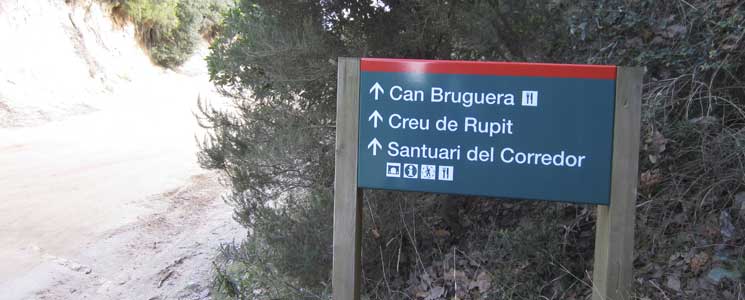 ↑ Can Bruguera
↑ Creu de Rupit
↑ Santuari del Corredor